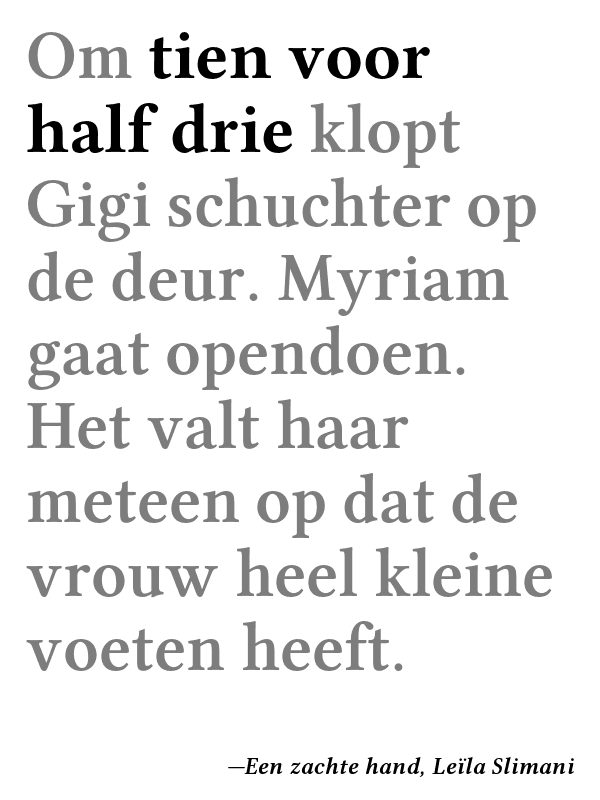 Om tien voor
half drie klopt
Gigi schuchter op
de deur. Myriam
gaat opendoen.
Het valt haar
meteen op dat de
vrouw heel kleine
voeten heeft.
—Een zachte hand, Leïla Slimani